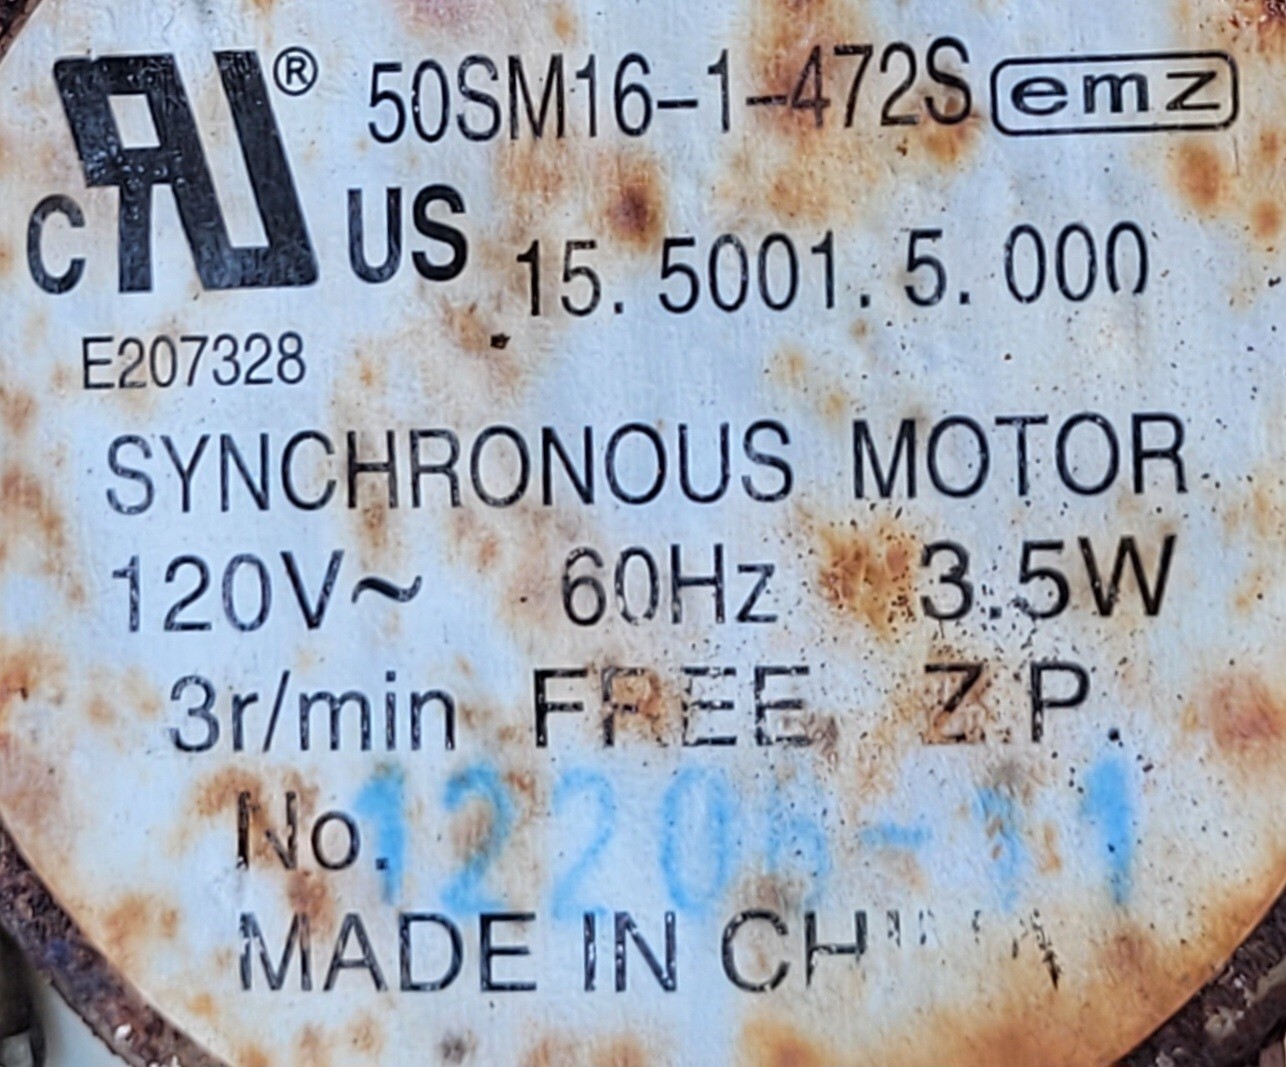 ® 50SM16-1-472S emz
c US 15.5001.5.000
E207328
SYNCHRONOUS MOTOR
120V~ 60Hz 3.5W
3r/min FREE Z.P.
No.
MADE IN CHINA